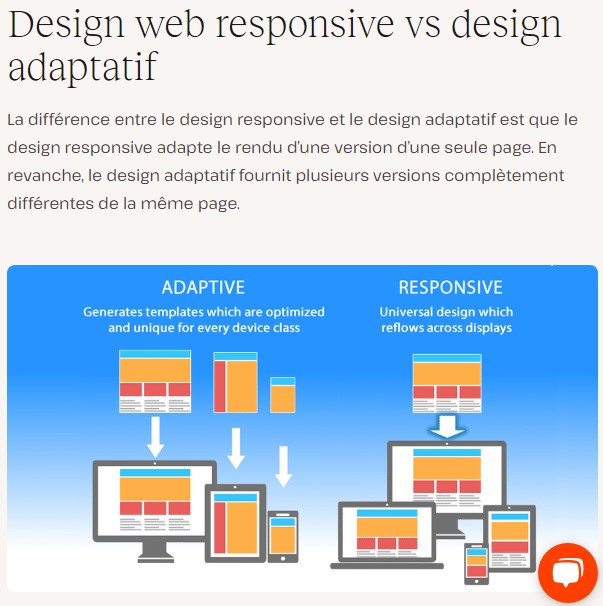 Design web responsive vs design
adaptatif
La différence entre le design responsive et le design adaptatif est que le
design responsive adapte le rendu d'une version d'une seule page. En
revanche, le design adaptatif fournit plusieurs versions complètement
différentes de la même page.
ADAPTIVE
Generates templates which are optimized
and unique for every device class
RESPONSIVE
Universal design which
reflows across displays